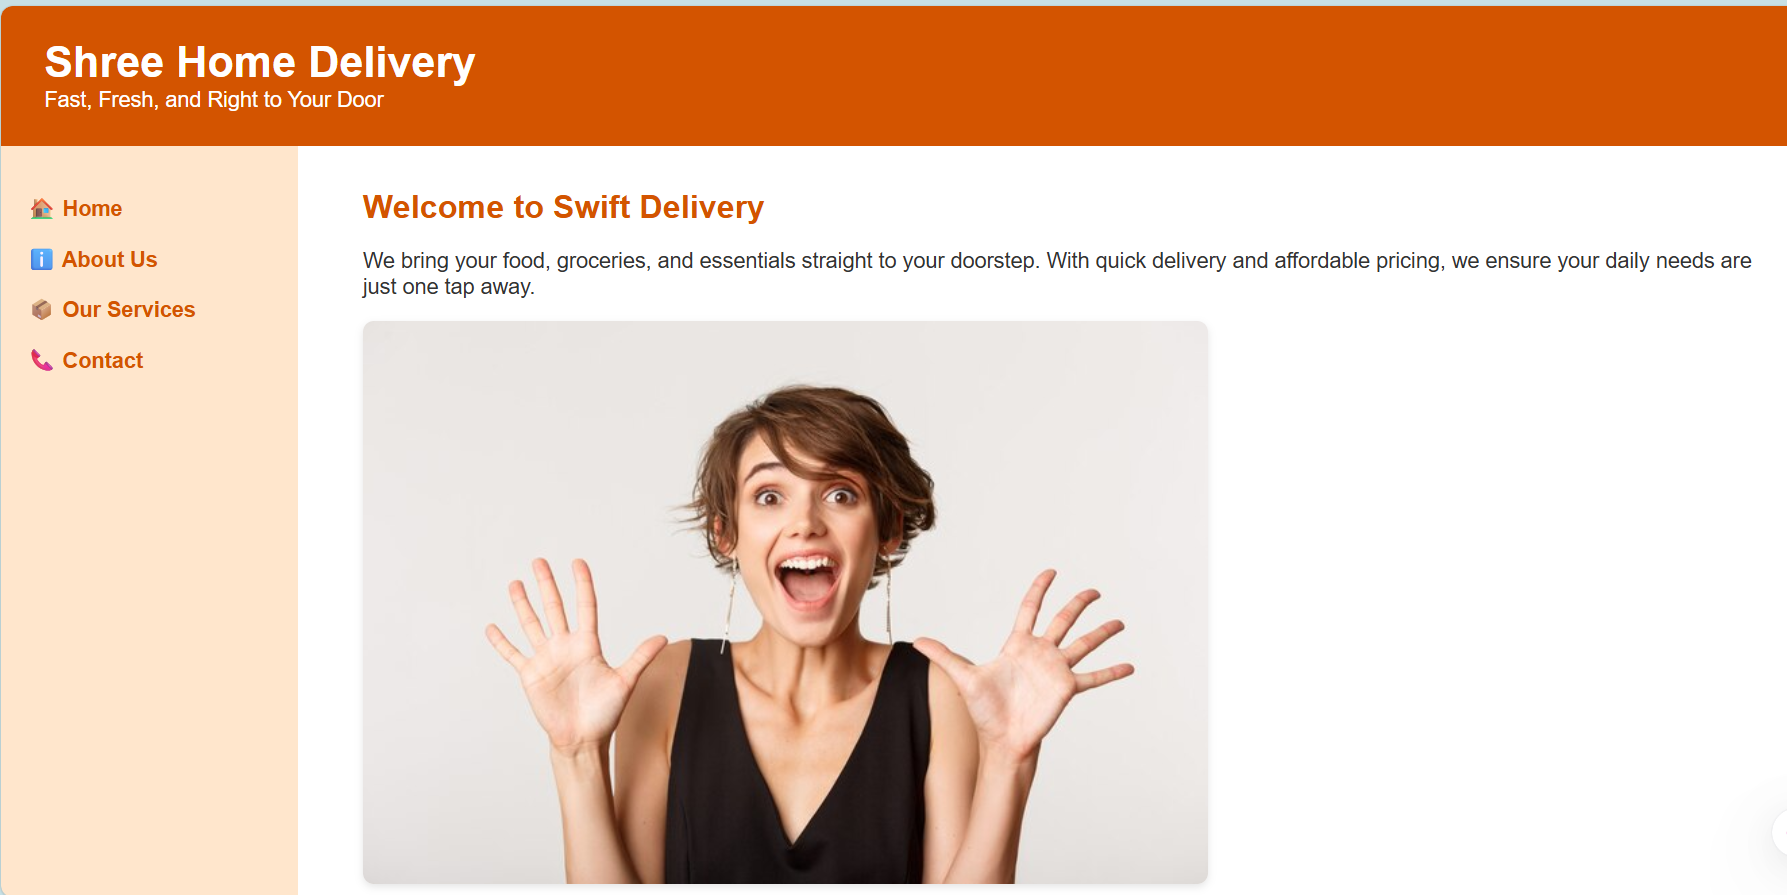 Shree Home Delivery
Fast, Fresh, and Right to Your Door
Home
About Us
Our Services
Contact
Welcome to Swift Delivery
We bring your food, groceries, and essentials straight to your doorstep. With quick delivery and affordable pricing, we ensure your daily needs are
just one tap away.